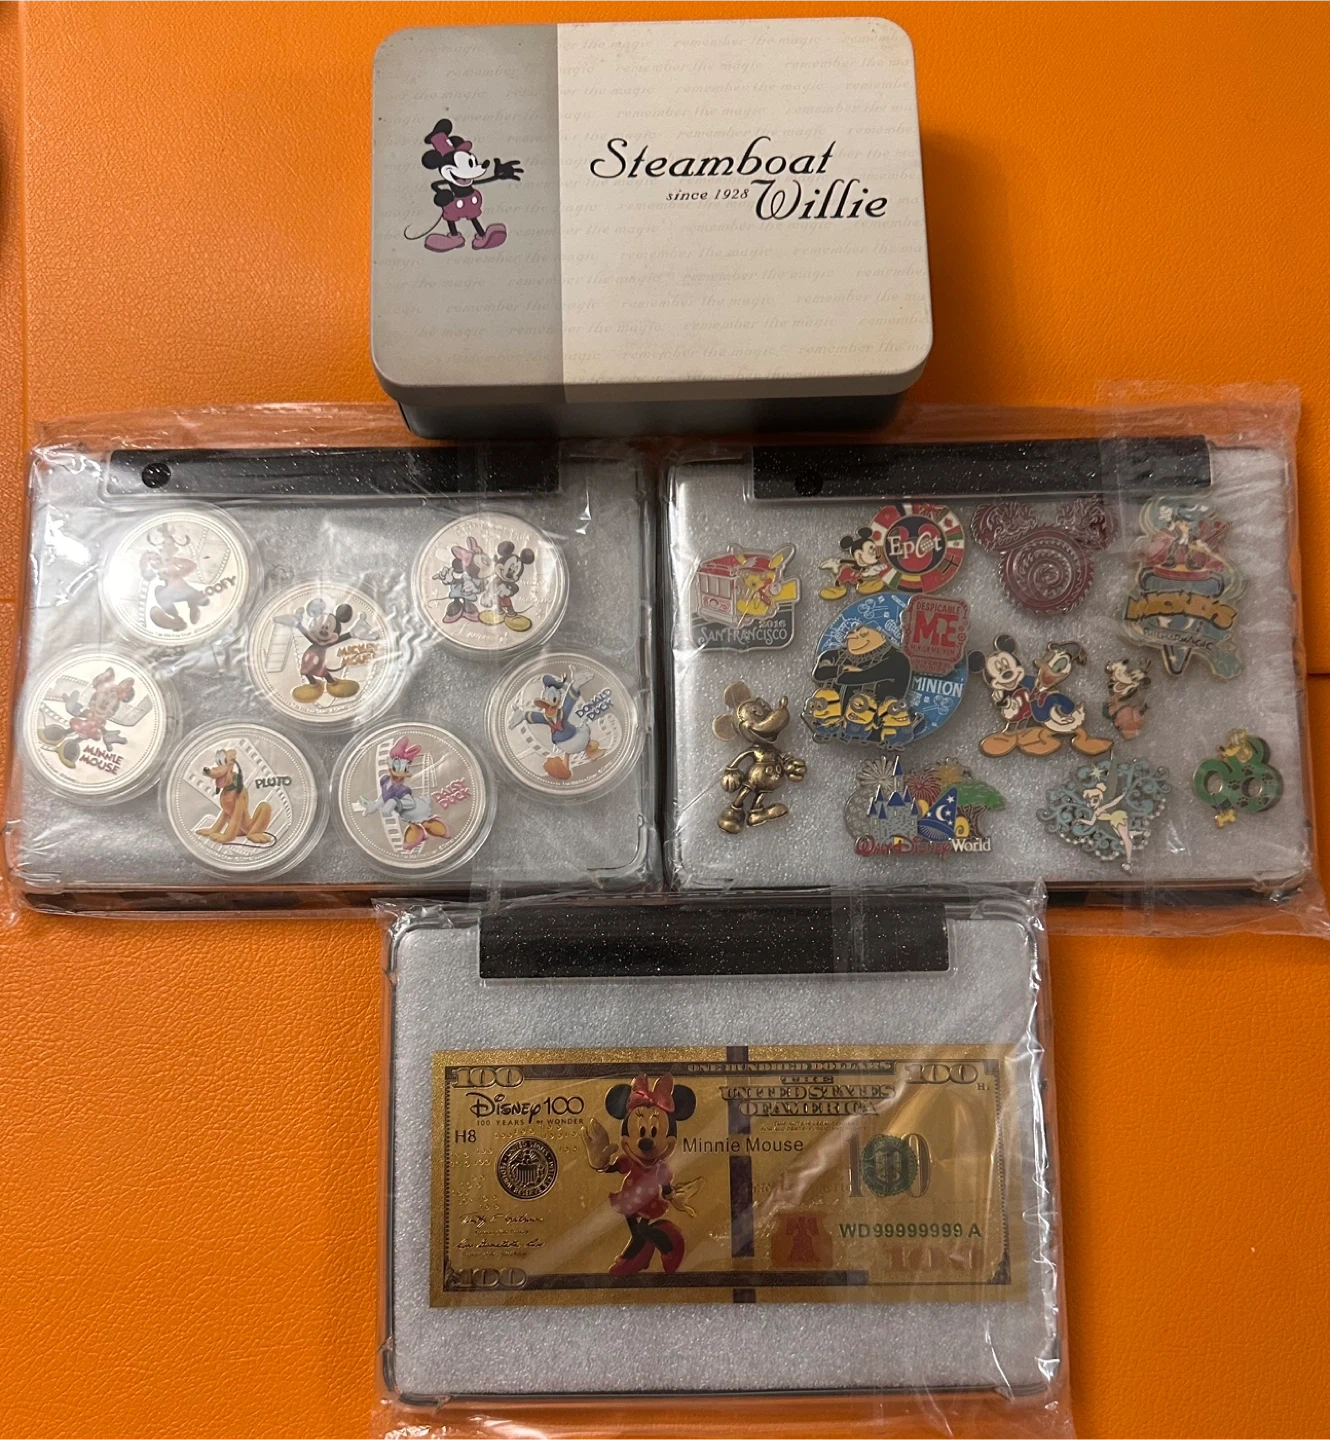 Steamboat
since 1928 Willie
remember the magic
GOOFY
MICKEY
MOUSE
MINNIE
MOUSE
PLUTO
DAISY
DUCK
DONALD
DUCK
2016
SAN FRANCISCO
Epcot
DESPICABLE
ME
MINION
MICKEY'S
PHILHARMAGIC
Walt Disney World
ONE HUNDRED DOLLARS
100
THE
UNITED STATES
OF AMERICA
100
DISNEY 100
100 YEARS OF WONDER
H8
Minnie Mouse
100
WD99999999 A
100
100